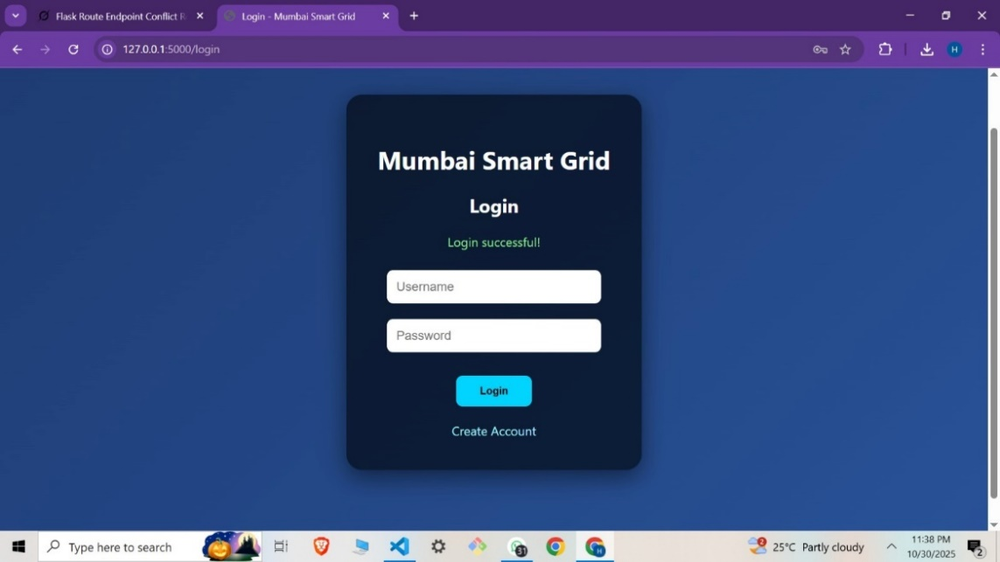 Flask Route Endpoint Conflict R
Login - Mumbai Smart Grid
127.0.0.1:5000/login
H
Mumbai Smart Grid
Login
Login successful!
Username
Password
Login
Create Account
Type here to search
31
H
2
25°C Partly cloudy
11:38 PM
10/30/2025
2